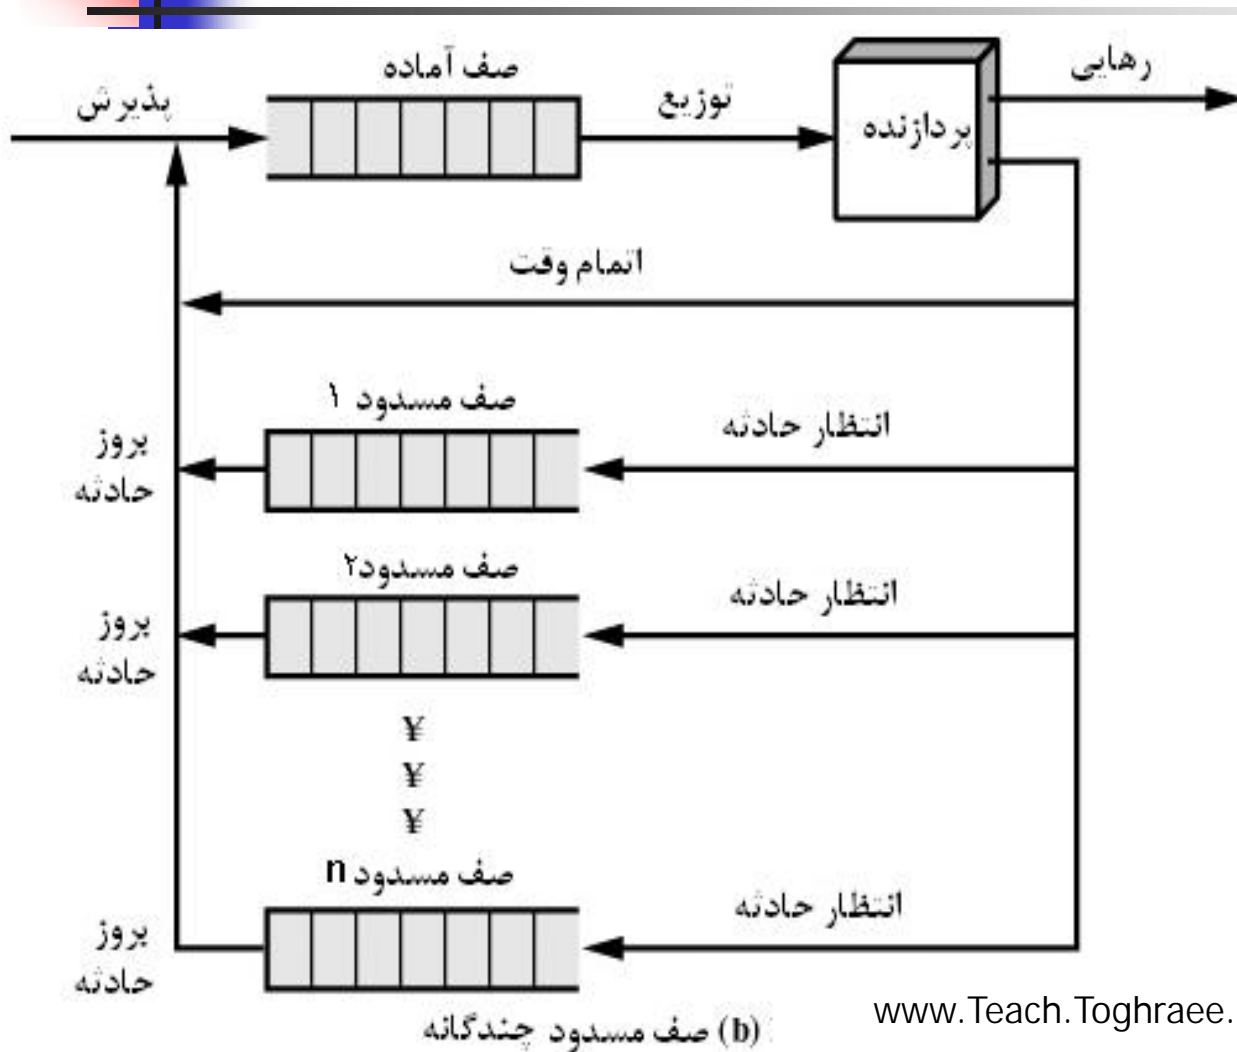 صف آماده
پذیرش
توزیع
پردازنده
رهایی
اتمام وقت
صف مسدود ۱
انتظار حادثه
بروز
حادثه
صف مسدود۲
انتظار حادثه
بروز
حادثه
¥
¥
¥
صف مسدود n
انتظار حادثه
بروز
حادثه
(b) صف مسدود چندگانه
www.Teach.Toghraee.